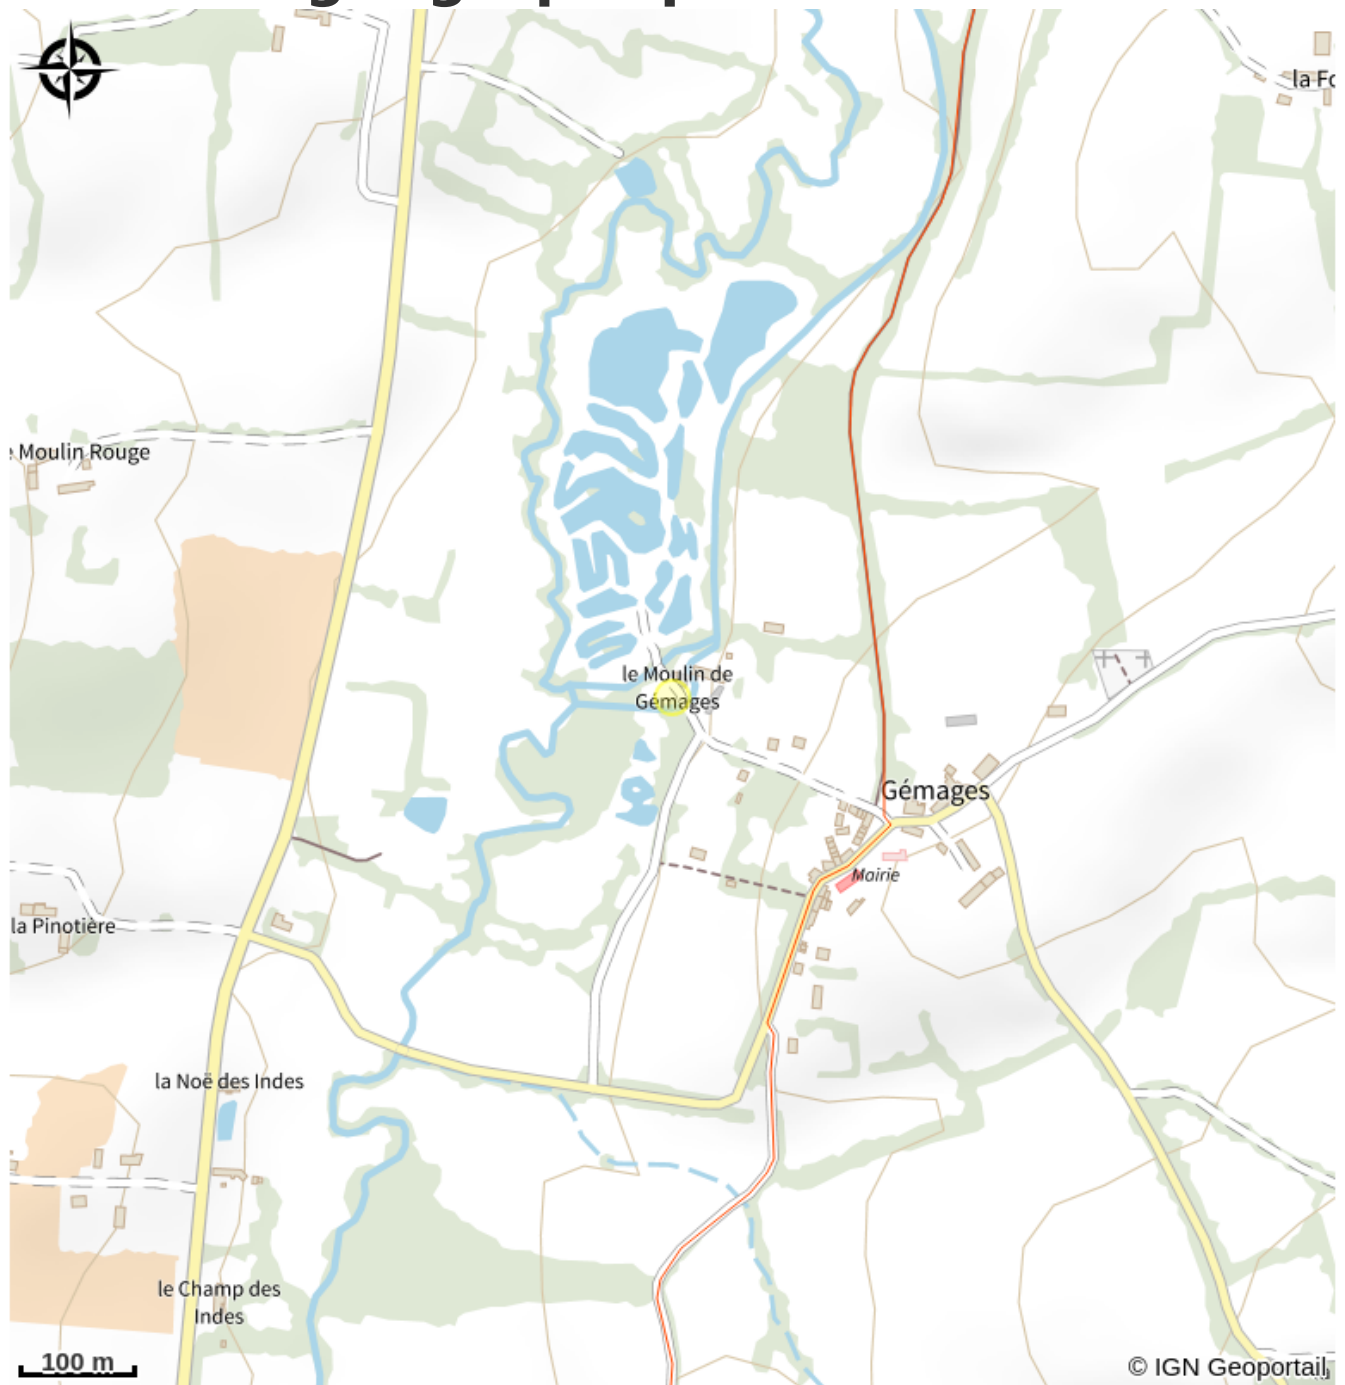 la Fo
Moulin Rouge
le Moulin de
Gémages
Gémages
Mairie
la Pinotière
la Noë des Indes
le Champ des
Indes
100 m
© IGN Geoportail